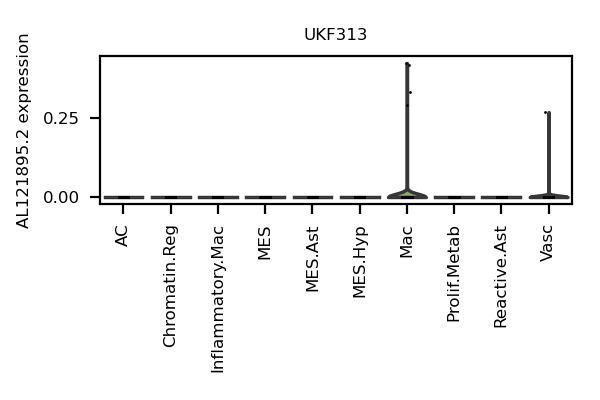 UKF313
AL121895.2 expression
0.25
0.00
AC
Chromatin.Reg
Inflammatory.Mac
MES
MES.Ast
MES.Hyp
Mac
Prolif.Metab
Reactive.Ast
Vasc